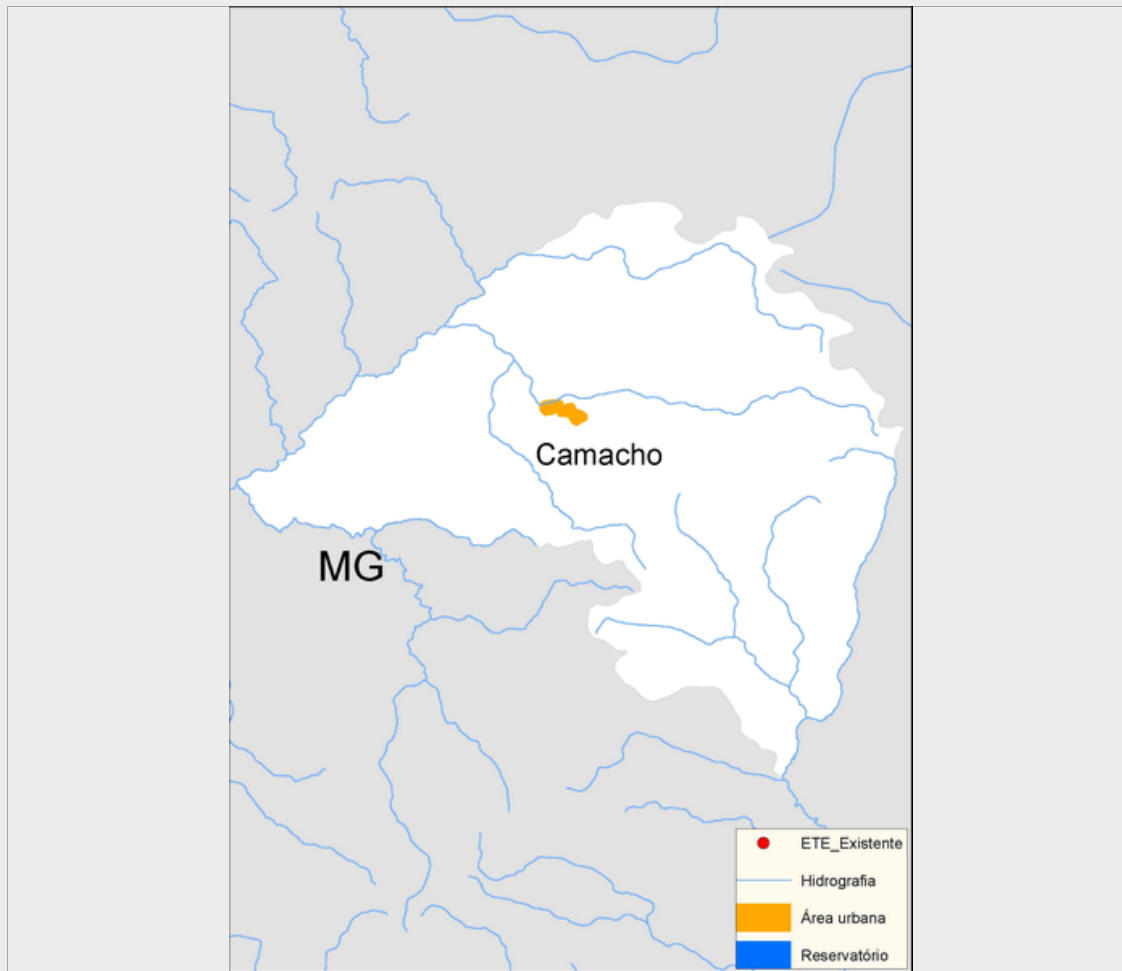 Camacho
MG
ETE_Existente
Hidrografia
Área urbana
Reservatório